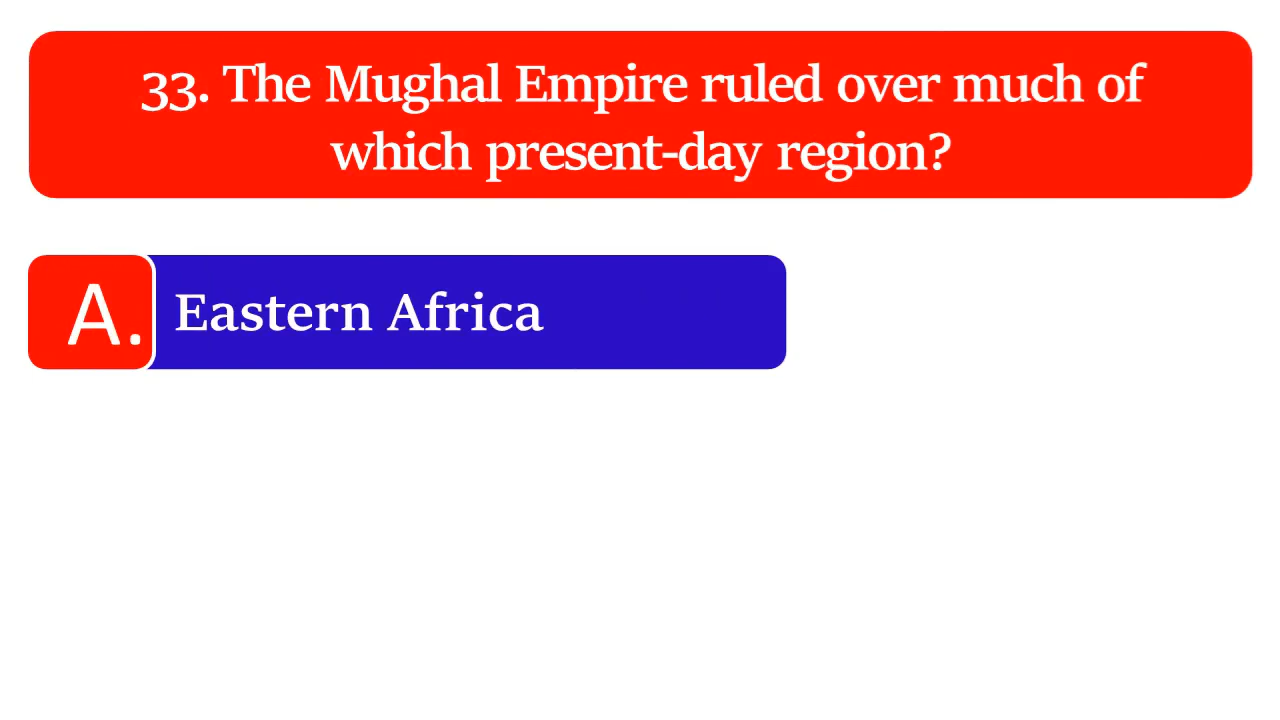 33. The Mughal Empire ruled over much of
which present-day region?
A. Eastern Africa